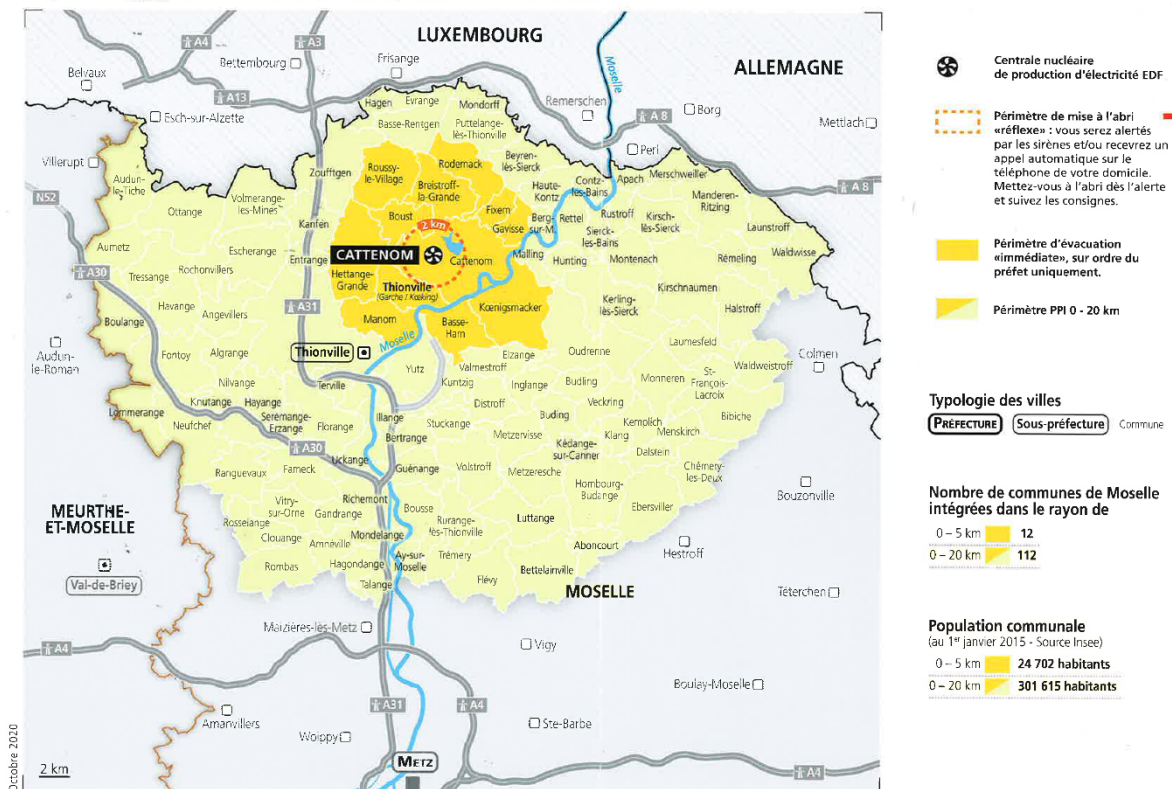 LUXEMBOURG
ALLEMAGNE
A4
A3
Bettembourg
Frisange
Belvaux
A13
Moselle
Remerschen
Borg
Esch-sur-Alzette
A 8
Mettlach
Perl
Villerupt
Hagen
Evrange
Mondorff
Basse-Rentgen
Puttelange-
lès-Thionville
Audun-
le-Tiche
Zoufftgen
Roussy-
le-Village
Rodemack
Beyren-
lès-Sierck
Breistroff-
la-Grande
Haute-
Kontz
Contz-
lès-Bains
Apach
Merschweiler
A 8
N52
Ottange
Volmerange-
les-Mines
Manderen-
Ritzing
Boust
Fixem
Gavisse
Berg-
sur-M.
Rettel
Rustroff
Kirsch-
lès-Sierck
Launstroff
Kanfen
2 km
Sierck-
les-Bains
Aumetz
Escherange
Entrange
CATTENOM
Cattenom
Malling
Hunting
Montenach
Rémeling
Waldwisse
A30
Tressange
Rochonvillers
Hettange-
Grande
Thionville
(Garche / Kœking)
Kirschnaumen
Havange
Angevillers
A31
Kœnigsmacker
Kerling-
lès-Sierck
Halstroff
Boulange
Manom
Basse-
Ham
Moselle
Laumesfeld
Audun-
le-Roman
Fontoy
Algrange
Thionville
Elzange
Oudrenne
Colmen
Yutz
Valmestroff
Waldweistroff
Nilvange
Terville
Kuntzig
Inglange
Budling
Monneren
St-
François-
Lacroix
Lommerange
Knutange
Hayange
Distroff
Veckring
Neufchef
Serémange-
Erzange
Florange
Illange
Stuckange
Buding
Kemplich
Bibiche
Bertrange
Metzervisse
Klang
Menskirch
A30
Uckange
Kédange-
sur-Canner
Dalstein
Ranguevaux
Fameck
Guénange
Volstroff
Metzeresche
Chémery-
les-Deux
Hombourg-
Budange
Bouzonville
MEURTHE-
ET-MOSELLE
Vitry-
sur-Orne
Richemont
Gandrange
Bousse
Luttange
Ebersviller
Rosselange
Rurange-
lès-Thionville
Clouange
Amnéville
Mondelange
Aboncourt
Hestroff
Val-de-Briey
Rombas
Hagondange
Ay-sur-
Moselle
Trémery
Bettelainville
Talange
Flévy
MOSELLE
Téterchen
Maizières-lès-Metz
A4
Vigy
Boulay-Moselle
A31
A4
Amanvillers
Woippy
Ste-Barbe
METZ
2 km
A4
Octobre 2020
Centrale nucléaire
de production d'électricité EDF
Périmètre de mise à l'abri
«réflexe» : vous serez alertés
par les sirènes et/ou recevrez un
appel automatique sur le
téléphone de votre domicile.
Mettez-vous à l'abri dès l'alerte
et suivez les consignes.
Périmètre d'évacuation
«immédiate», sur ordre du
préfet uniquement.
Périmètre PPI 0 - 20 km
Typologie des villes
PRÉFECTURE Sous-préfecture Commune
Nombre de communes de Moselle
intégrées dans le rayon de
0 – 5 km 12
0 – 20 km 112
Population communale
(au 1er janvier 2015 - Source Insee)
0 – 5 km 24 702 habitants
0 – 20 km 301 615 habitants